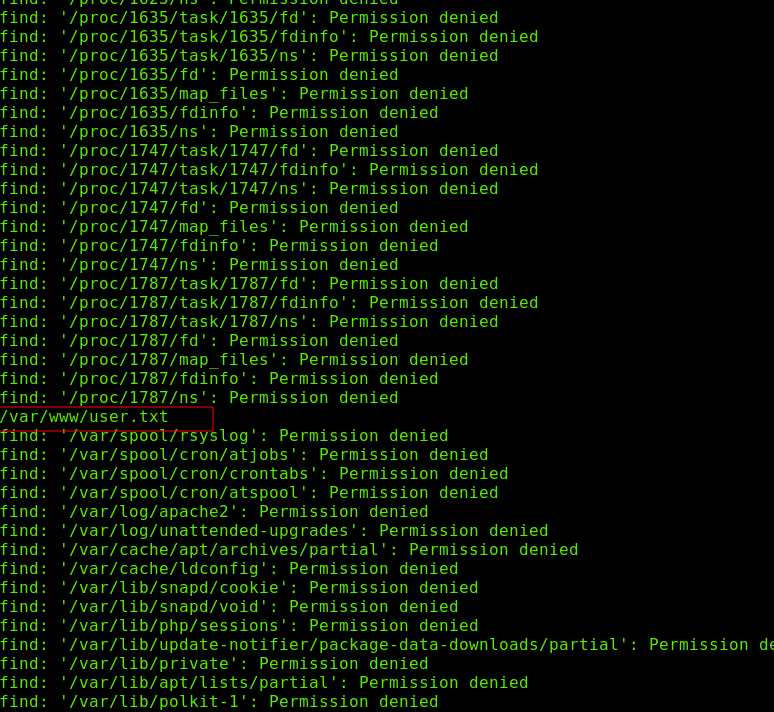 find: '/proc/1625/ns': Permission denied
find: '/proc/1635/task/1635/fd': Permission denied
find: '/proc/1635/task/1635/fdinfo': Permission denied
find: '/proc/1635/task/1635/ns': Permission denied
find: '/proc/1635/fd': Permission denied
find: '/proc/1635/map_files': Permission denied
find: '/proc/1635/fdinfo': Permission denied
find: '/proc/1635/ns': Permission denied
find: '/proc/1747/task/1747/fd': Permission denied
find: '/proc/1747/task/1747/fdinfo': Permission denied
find: '/proc/1747/task/1747/ns': Permission denied
find: '/proc/1747/fd': Permission denied
find: '/proc/1747/map_files': Permission denied
find: '/proc/1747/fdinfo': Permission denied
find: '/proc/1747/ns': Permission denied
find: '/proc/1787/task/1787/fd': Permission denied
find: '/proc/1787/task/1787/fdinfo': Permission denied
find: '/proc/1787/task/1787/ns': Permission denied
find: '/proc/1787/fd': Permission denied
find: '/proc/1787/map_files': Permission denied
find: '/proc/1787/fdinfo': Permission denied
find: '/proc/1787/ns': Permission denied
/var/www/user.txt
find: '/var/spool/rsyslog': Permission denied
find: '/var/spool/cron/atjobs': Permission denied
find: '/var/spool/cron/crontabs': Permission denied
find: '/var/spool/cron/atspool': Permission denied
find: '/var/log/apache2': Permission denied
find: '/var/log/unattended-upgrades': Permission denied
find: '/var/cache/apt/archives/partial': Permission denied
find: '/var/cache/ldconfig': Permission denied
find: '/var/lib/snapd/cookie': Permission denied
find: '/var/lib/snapd/void': Permission denied
find: '/var/lib/php/sessions': Permission denied
find: '/var/lib/update-notifier/package-data-downloads/partial': Permission de
find: '/var/lib/private': Permission denied
find: '/var/lib/apt/lists/partial': Permission denied
find: '/var/lib/polkit-1': Permission denied